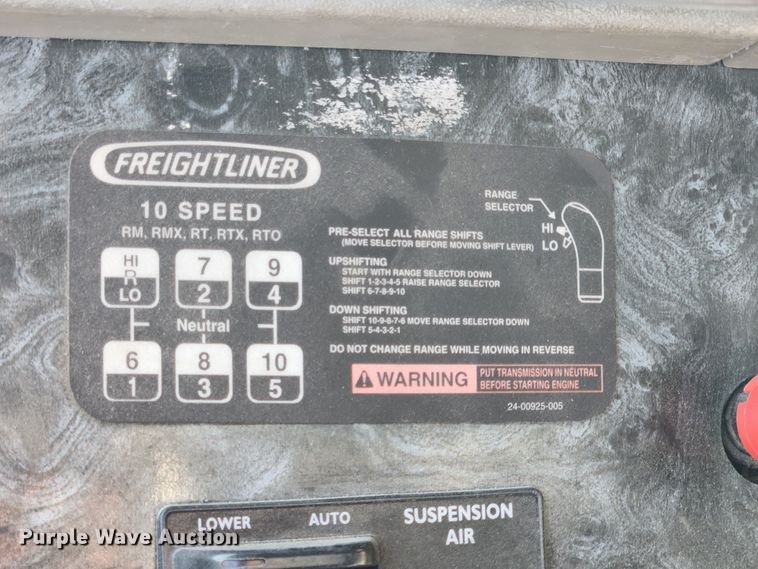 FREIGHTLINER
10 SPEED
RM, RMX, RT, RTX, RTO
HI
R
LO
7
2
9
4
Neutral
6
1
8
3
10
5
RANGE
SELECTOR
HI
LO
PRE-SELECT ALL RANGE SHIFTS
(MOVE SELECTOR BEFORE MOVING SHIFT LEVER)
UPSHIFTING
START WITH RANGE SELECTOR DOWN
SHIFT 1-2-3-4-5 RAISE RANGE SELECTOR
SHIFT 6-7-8-9-10
DOWN SHIFTING
SHIFT 10-9-8-7-6 MOVE RANGE SELECTOR DOWN
SHIFT 5-4-3-2-1
DO NOT CHANGE RANGE WHILE MOVING IN REVERSE
WARNING
PUT TRANSMISSION IN NEUTRAL
BEFORE STARTING ENGINE
24-00925-005
LOWER AUTO SUSPENSION
AIR
Purple Wave Auction